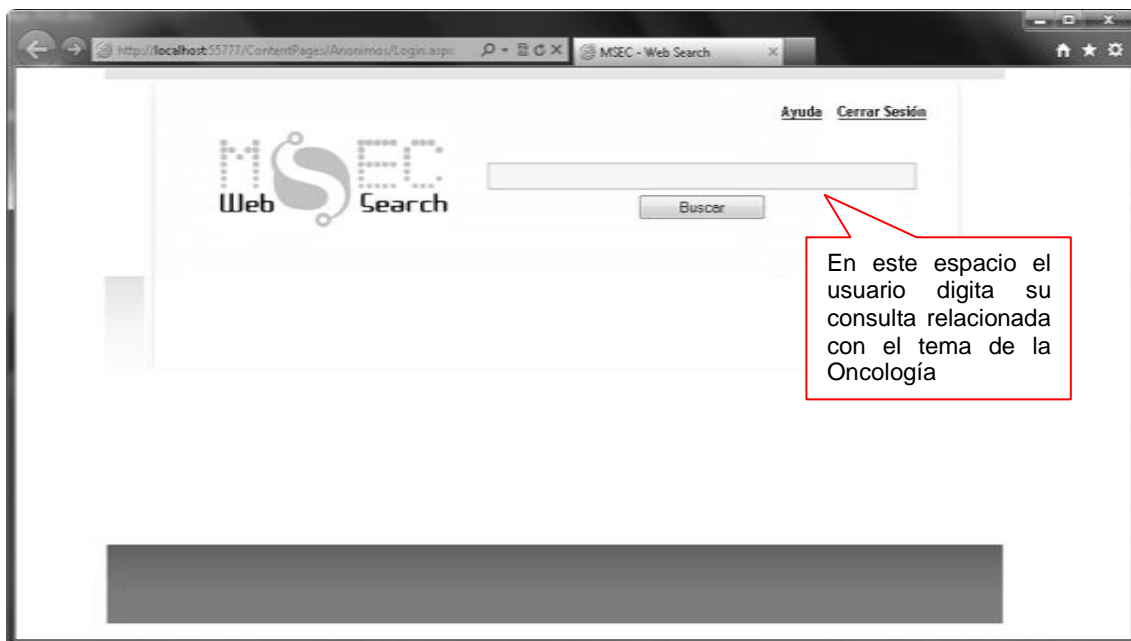 http://localhost:55777/ContentPages/Anonimos/Login.aspx
MSEC - Web Search
Ayuda Cerrar Sesión
MSEC
Web Search
Buscar
En este espacio el
usuario digita su
consulta relacionada
con el tema de la
Oncología